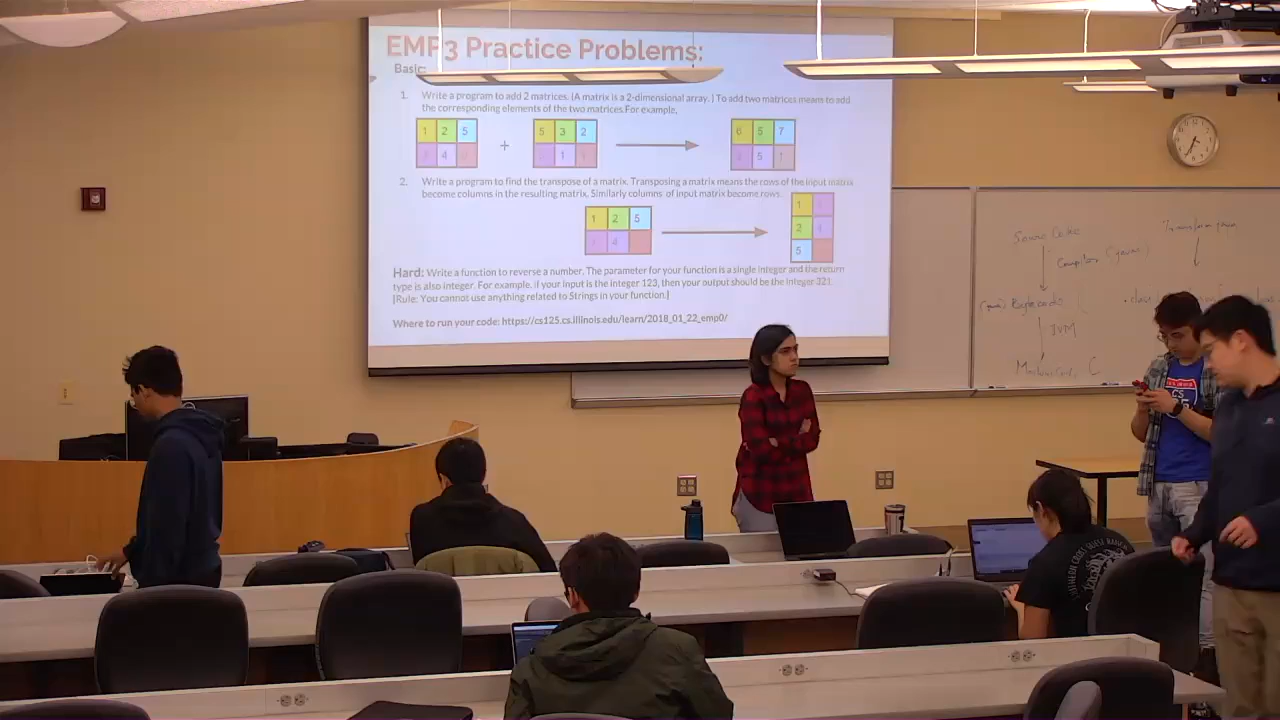 EMP3 Practice Problems:
Basic:
1. Write a program to add 2 matrices. [A matrix is a 2-dimensional array. ] To add two matrices means to add
the corresponding elements of the two matrices.For example,
1 2 5 + 5 3 2 6 5 7
4 1 5 1
2. Write a program to find the transpose of a matrix. Transposing a matrix means the rows of the input matrix
become columns in the resulting matrix. Similarly columns of input matrix become rows.
1 2 5 1
4 2 4
5
Hard: Write a function to reverse a number. The parameter for your function is a single integer and the return
type is also integer. For example, if your input is the integer 123, then your output should be the integer 321.
[Rule: You cannot use anything related to Strings in your function.]
Where to run your code: https://cs125.cs.illinois.edu/learn/2018_01_22_emp0/
Source Code
Compiler (javac)
Bytecode
JVM
.class
CS